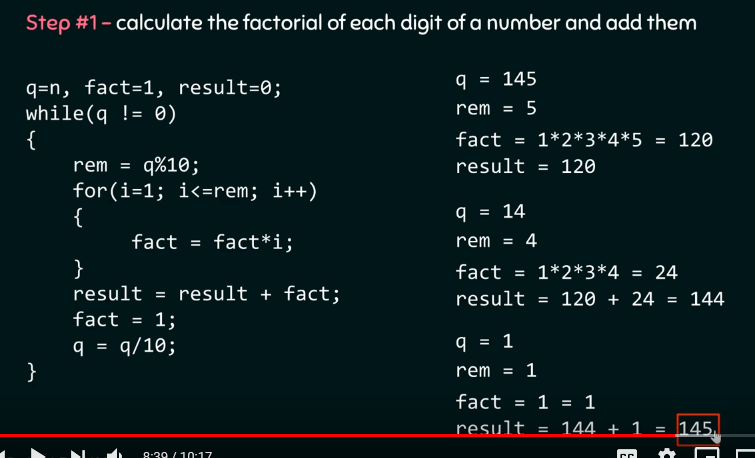 Step #1 – calculate the factorial of each digit of a number and add them
q=n, fact=1, result=0;
while(q != 0)
{
rem = q%10;
for(i=1; i<=rem; i++)
{
fact = fact*i;
}
result = result + fact;
fact = 1;
q = q/10;
}
q = 145
rem = 5
fact = 1*2*3*4*5 = 120
result = 120
q = 14
rem = 4
fact = 1*2*3*4 = 24
result = 120 + 24 = 144
q = 1
rem = 1
fact = 1 = 1
result = 144 + 1 = 145
8:39 / 10:17
CC